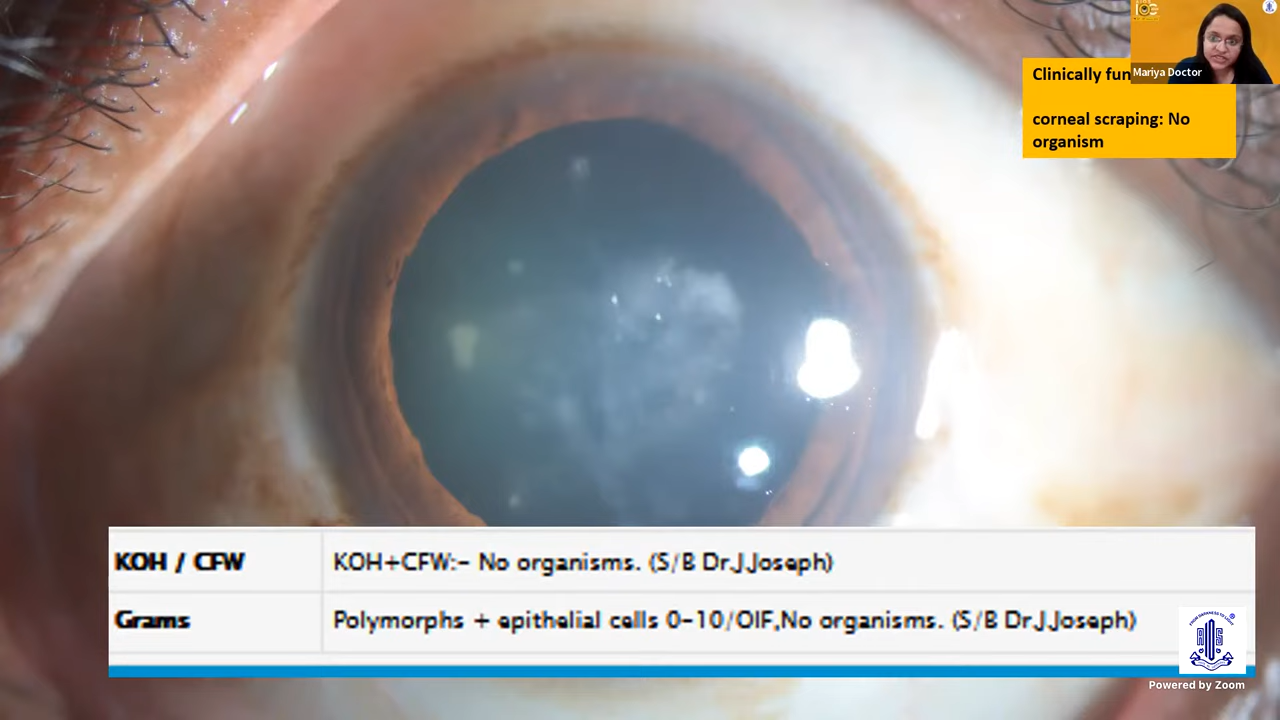 ioc
Clinically fun
Mariya Doctor
corneal scraping: No
organism
KOH / CFW
KOH+CFW:- No organisms. (S/B Dr.J.Joseph)
Grams
Polymorphs + epithelial cells 0-10/OIF,No organisms. (S/B Dr.J.Joseph)
Powered by Zoom